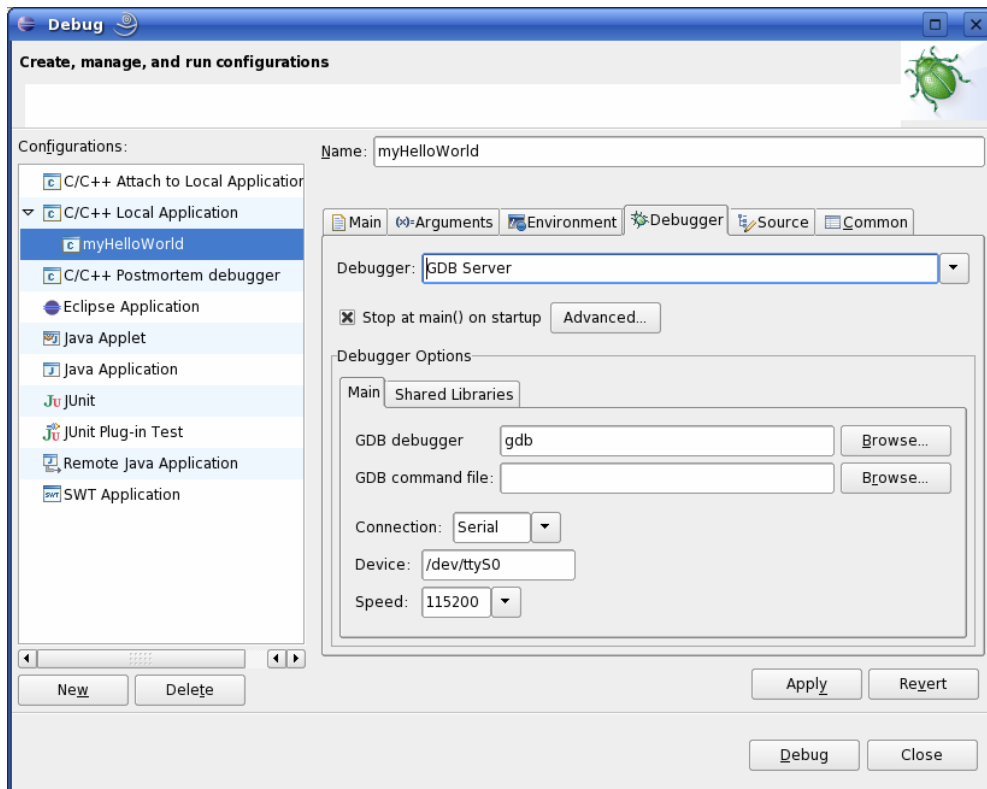 Debug
Create, manage, and run configurations
Configurations:
C/C++ Attach to Local Application
C/C++ Local Application
myHelloWorld
C/C++ Postmortem debugger
Eclipse Application
Java Applet
Java Application
JUnit
JUnit Plug-in Test
Remote Java Application
SWT Application
New Delete
Name: myHelloWorld
Main (x)=Arguments Environment Debugger Source Common
Debugger: GDB Server
Stop at main() on startup Advanced...
Debugger Options
Main Shared Libraries
GDB debugger gdb Browse...
GDB command file: Browse...
Connection: Serial
Device: /dev/ttyS0
Speed: 115200
Apply Revert
Debug Close